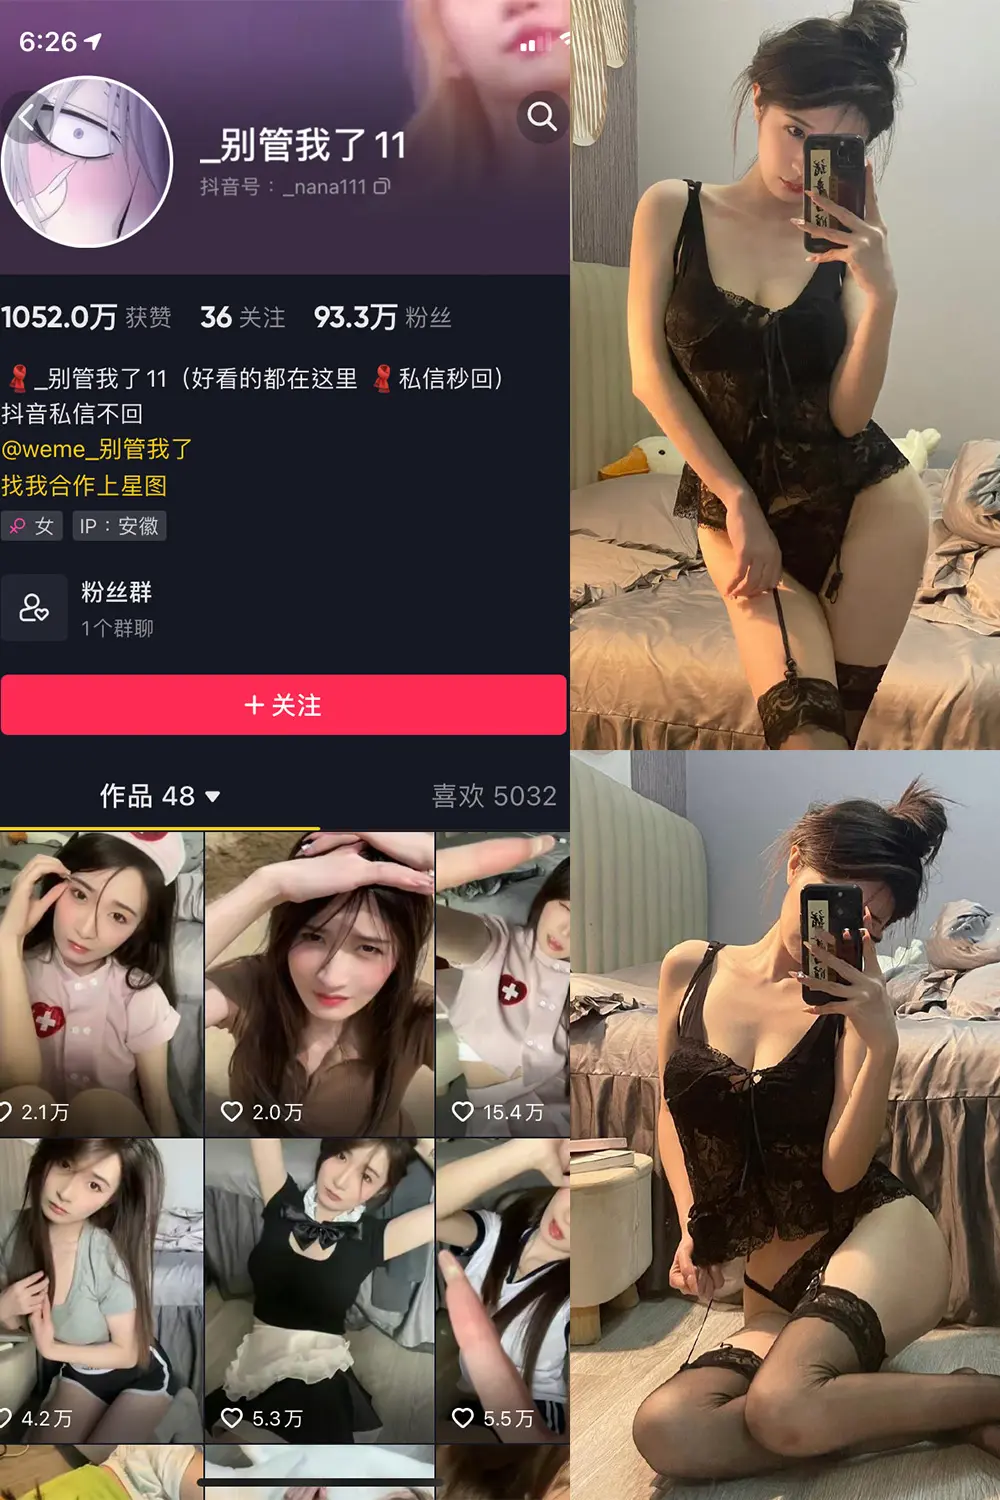 6:26
_别管我了 11
抖音号：_nana111
1052.0万 获赞 36 关注 93.3万 粉丝
_别管我了 11（好看的都在这里 私信秒回）
抖音私信不回
@weme_别管我了
找我合作上星图
女 IP：安徽
粉丝群
1个群聊
+ 关注
作品 48 喜欢 5032
2.1万 2.0万 15.4万
4.2万 5.3万 5.5万